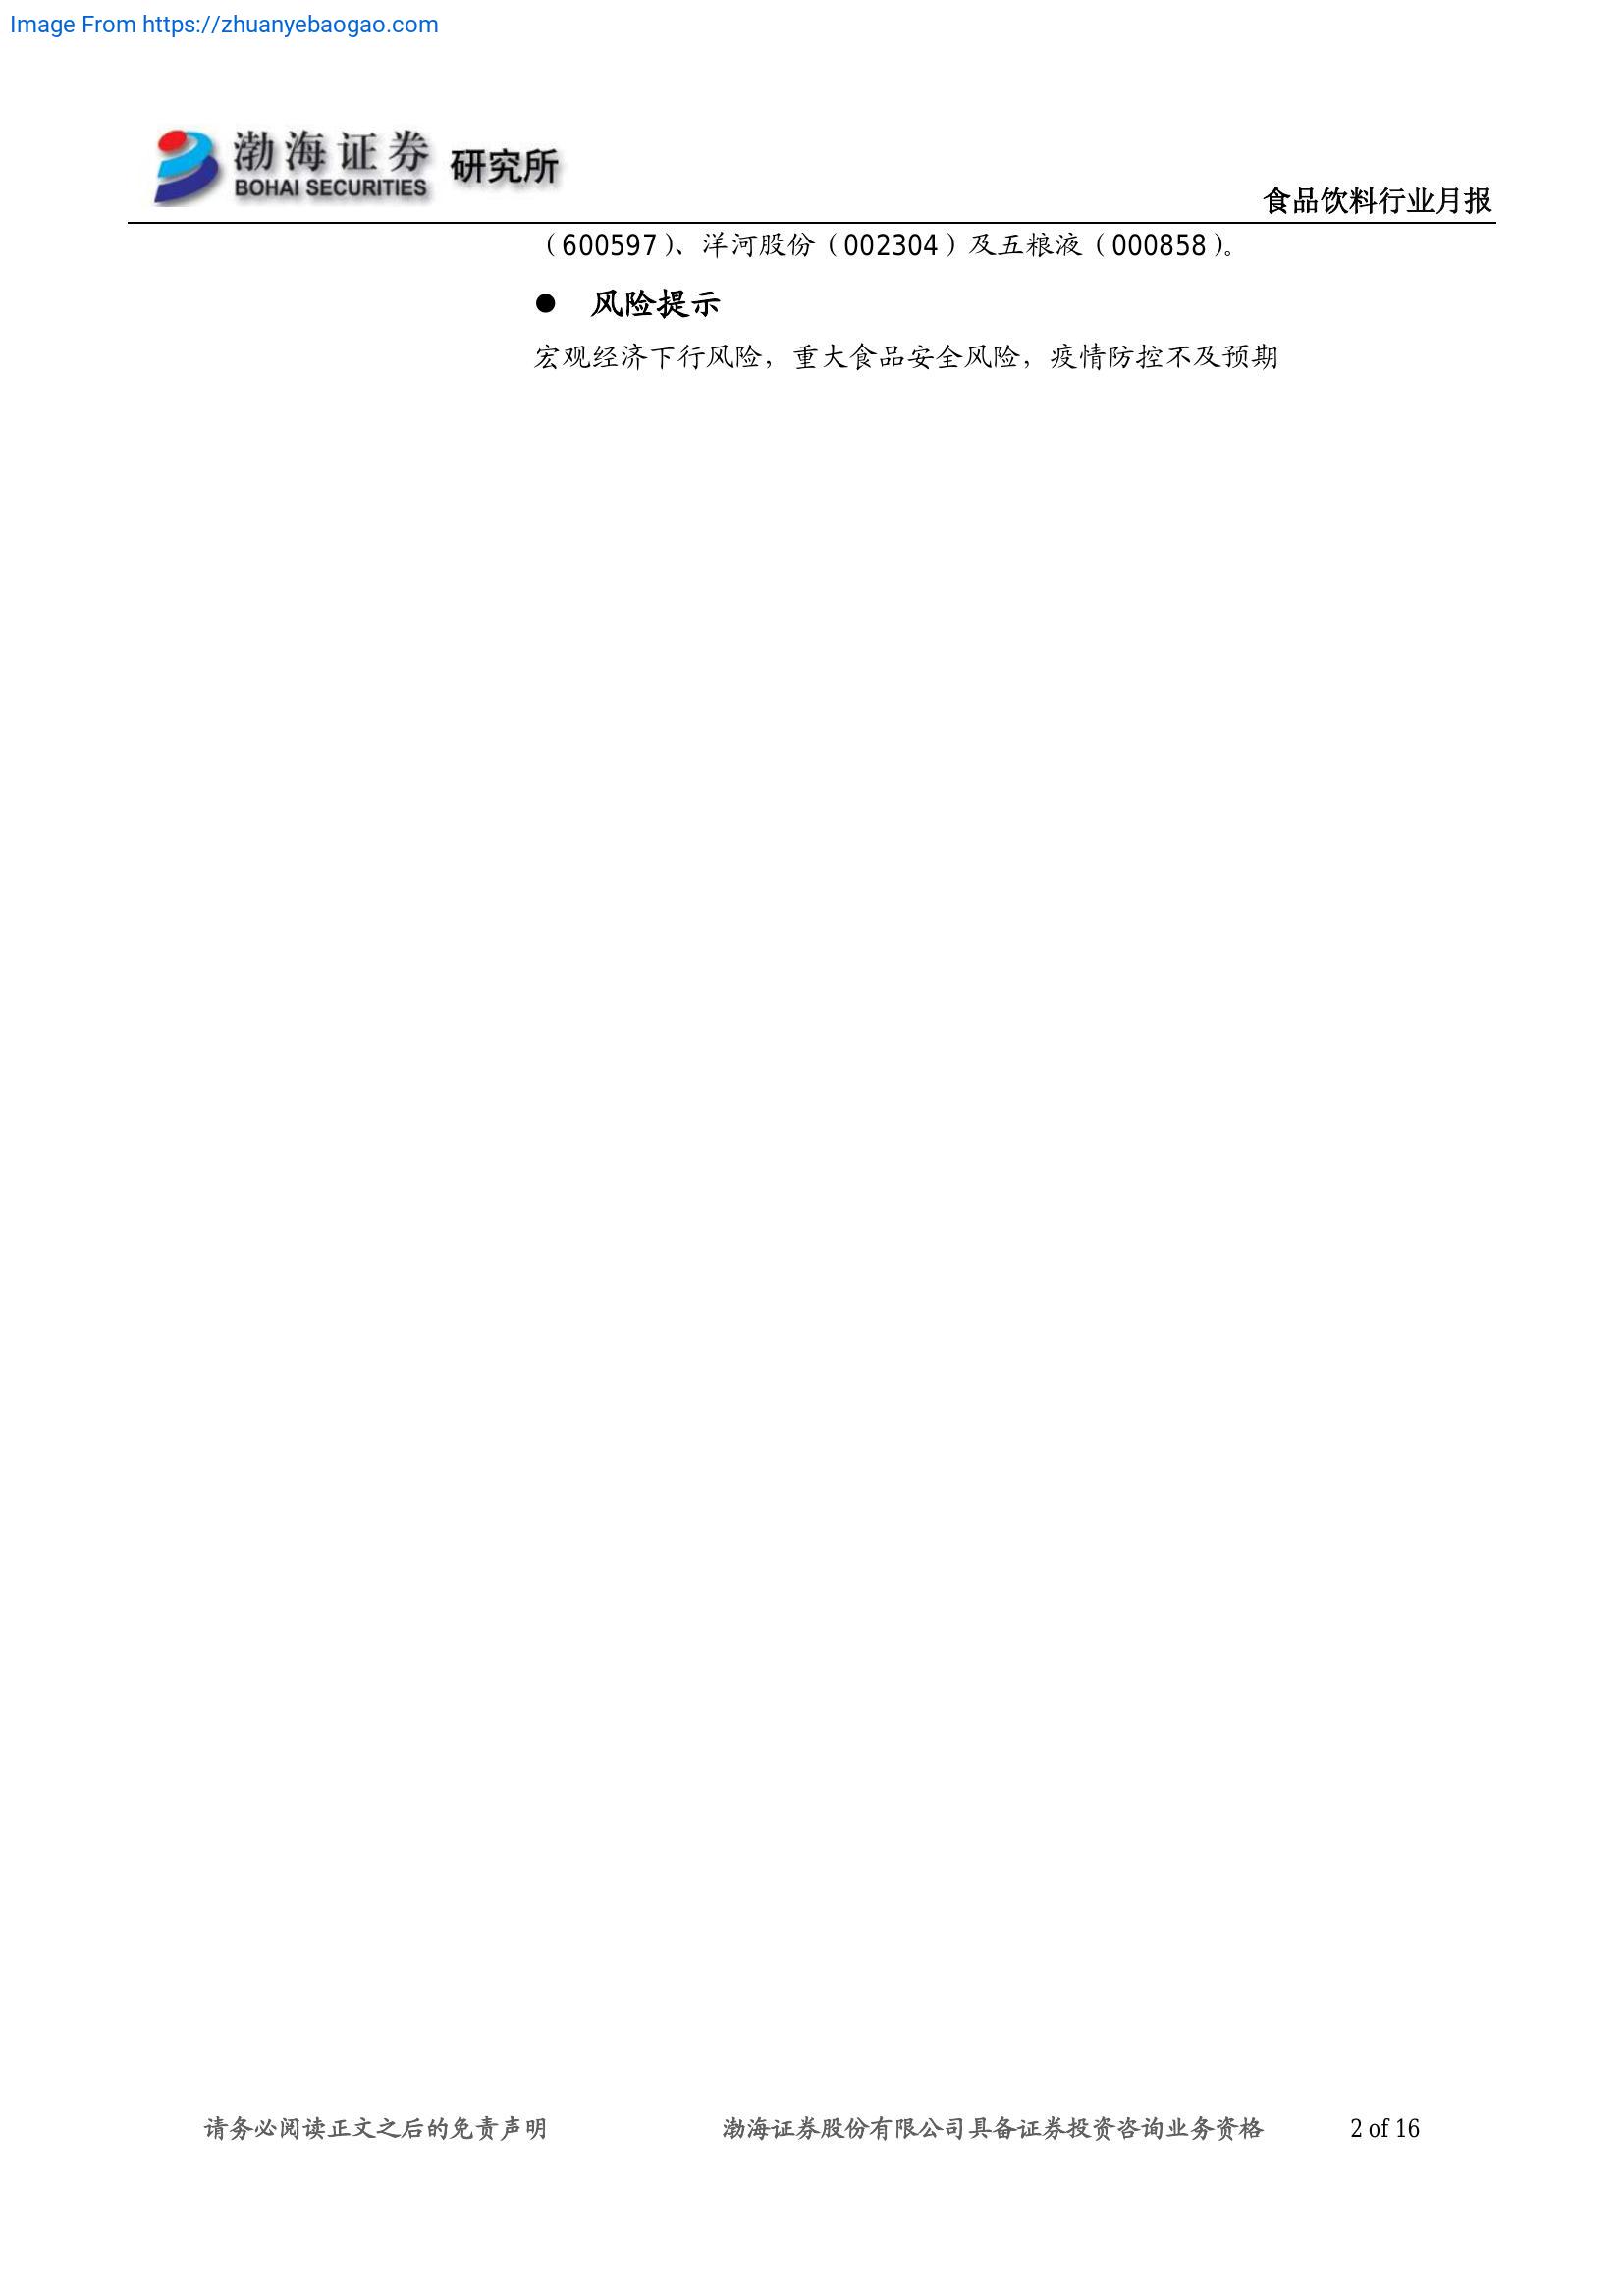 Image From https://zhuanyebaogao.com
渤海证券 研究所
BOHAI SECURITIES
食品饮料行业月报
（600597）、洋河股份（002304）及五粮液（000858）。
● 风险提示
宏观经济下行风险，重大食品安全风险，疫情防控不及预期
请务必阅读正文之后的免责声明 渤海证券股份有限公司具备证券投资咨询业务资格 2 of 16